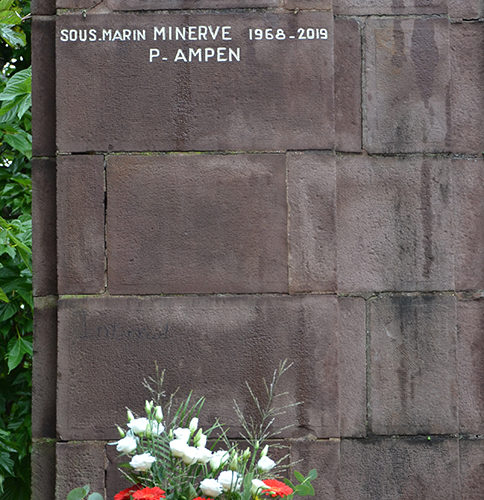 SOUS.MARIN MINERVE 1968-2019
P- AMPEN